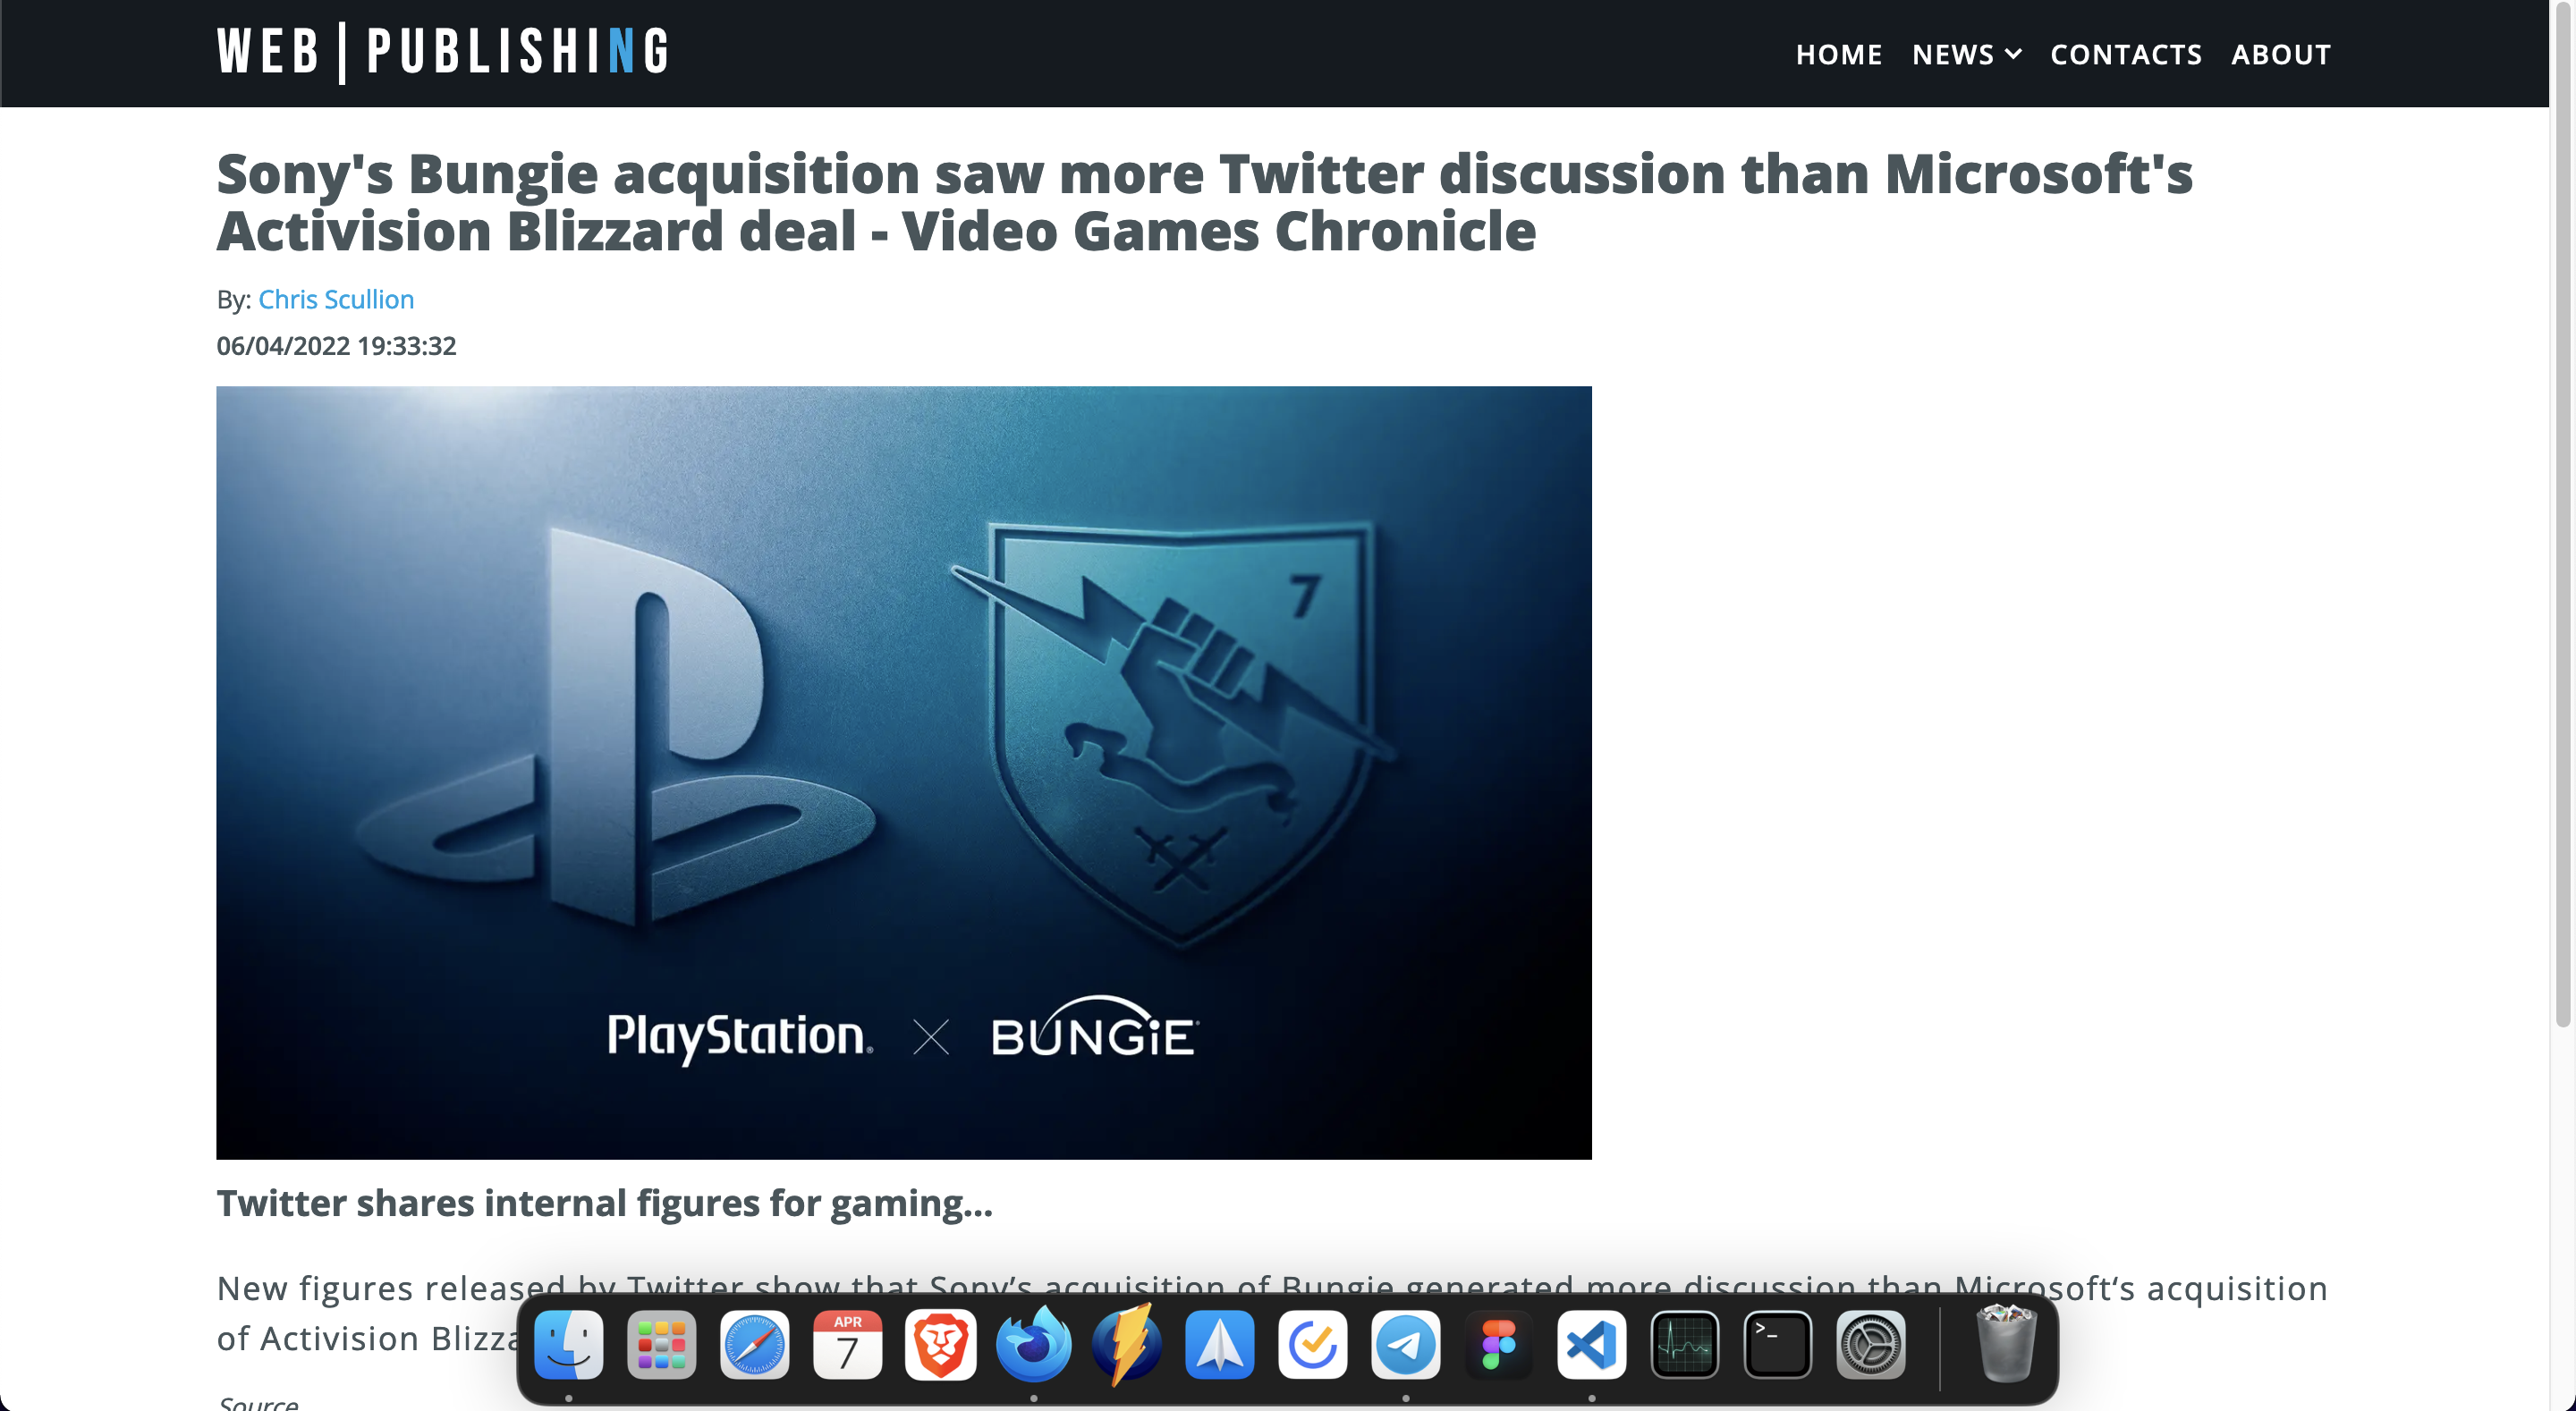 WEB | PUBLISHING
HOME NEWS CONTACTS ABOUT
Sony's Bungie acquisition saw more Twitter discussion than Microsoft's
Activision Blizzard deal - Video Games Chronicle
By: Chris Scullion
06/04/2022 19:33:32
7
PlayStation BUNGiE
Twitter shares internal figures for gaming...
New figures released by Twitter show that Sony’s acquisition of Bungie generated more discussion than Microsoft‘s acquisition
of Activision Blizza
APR
7
>_
Source